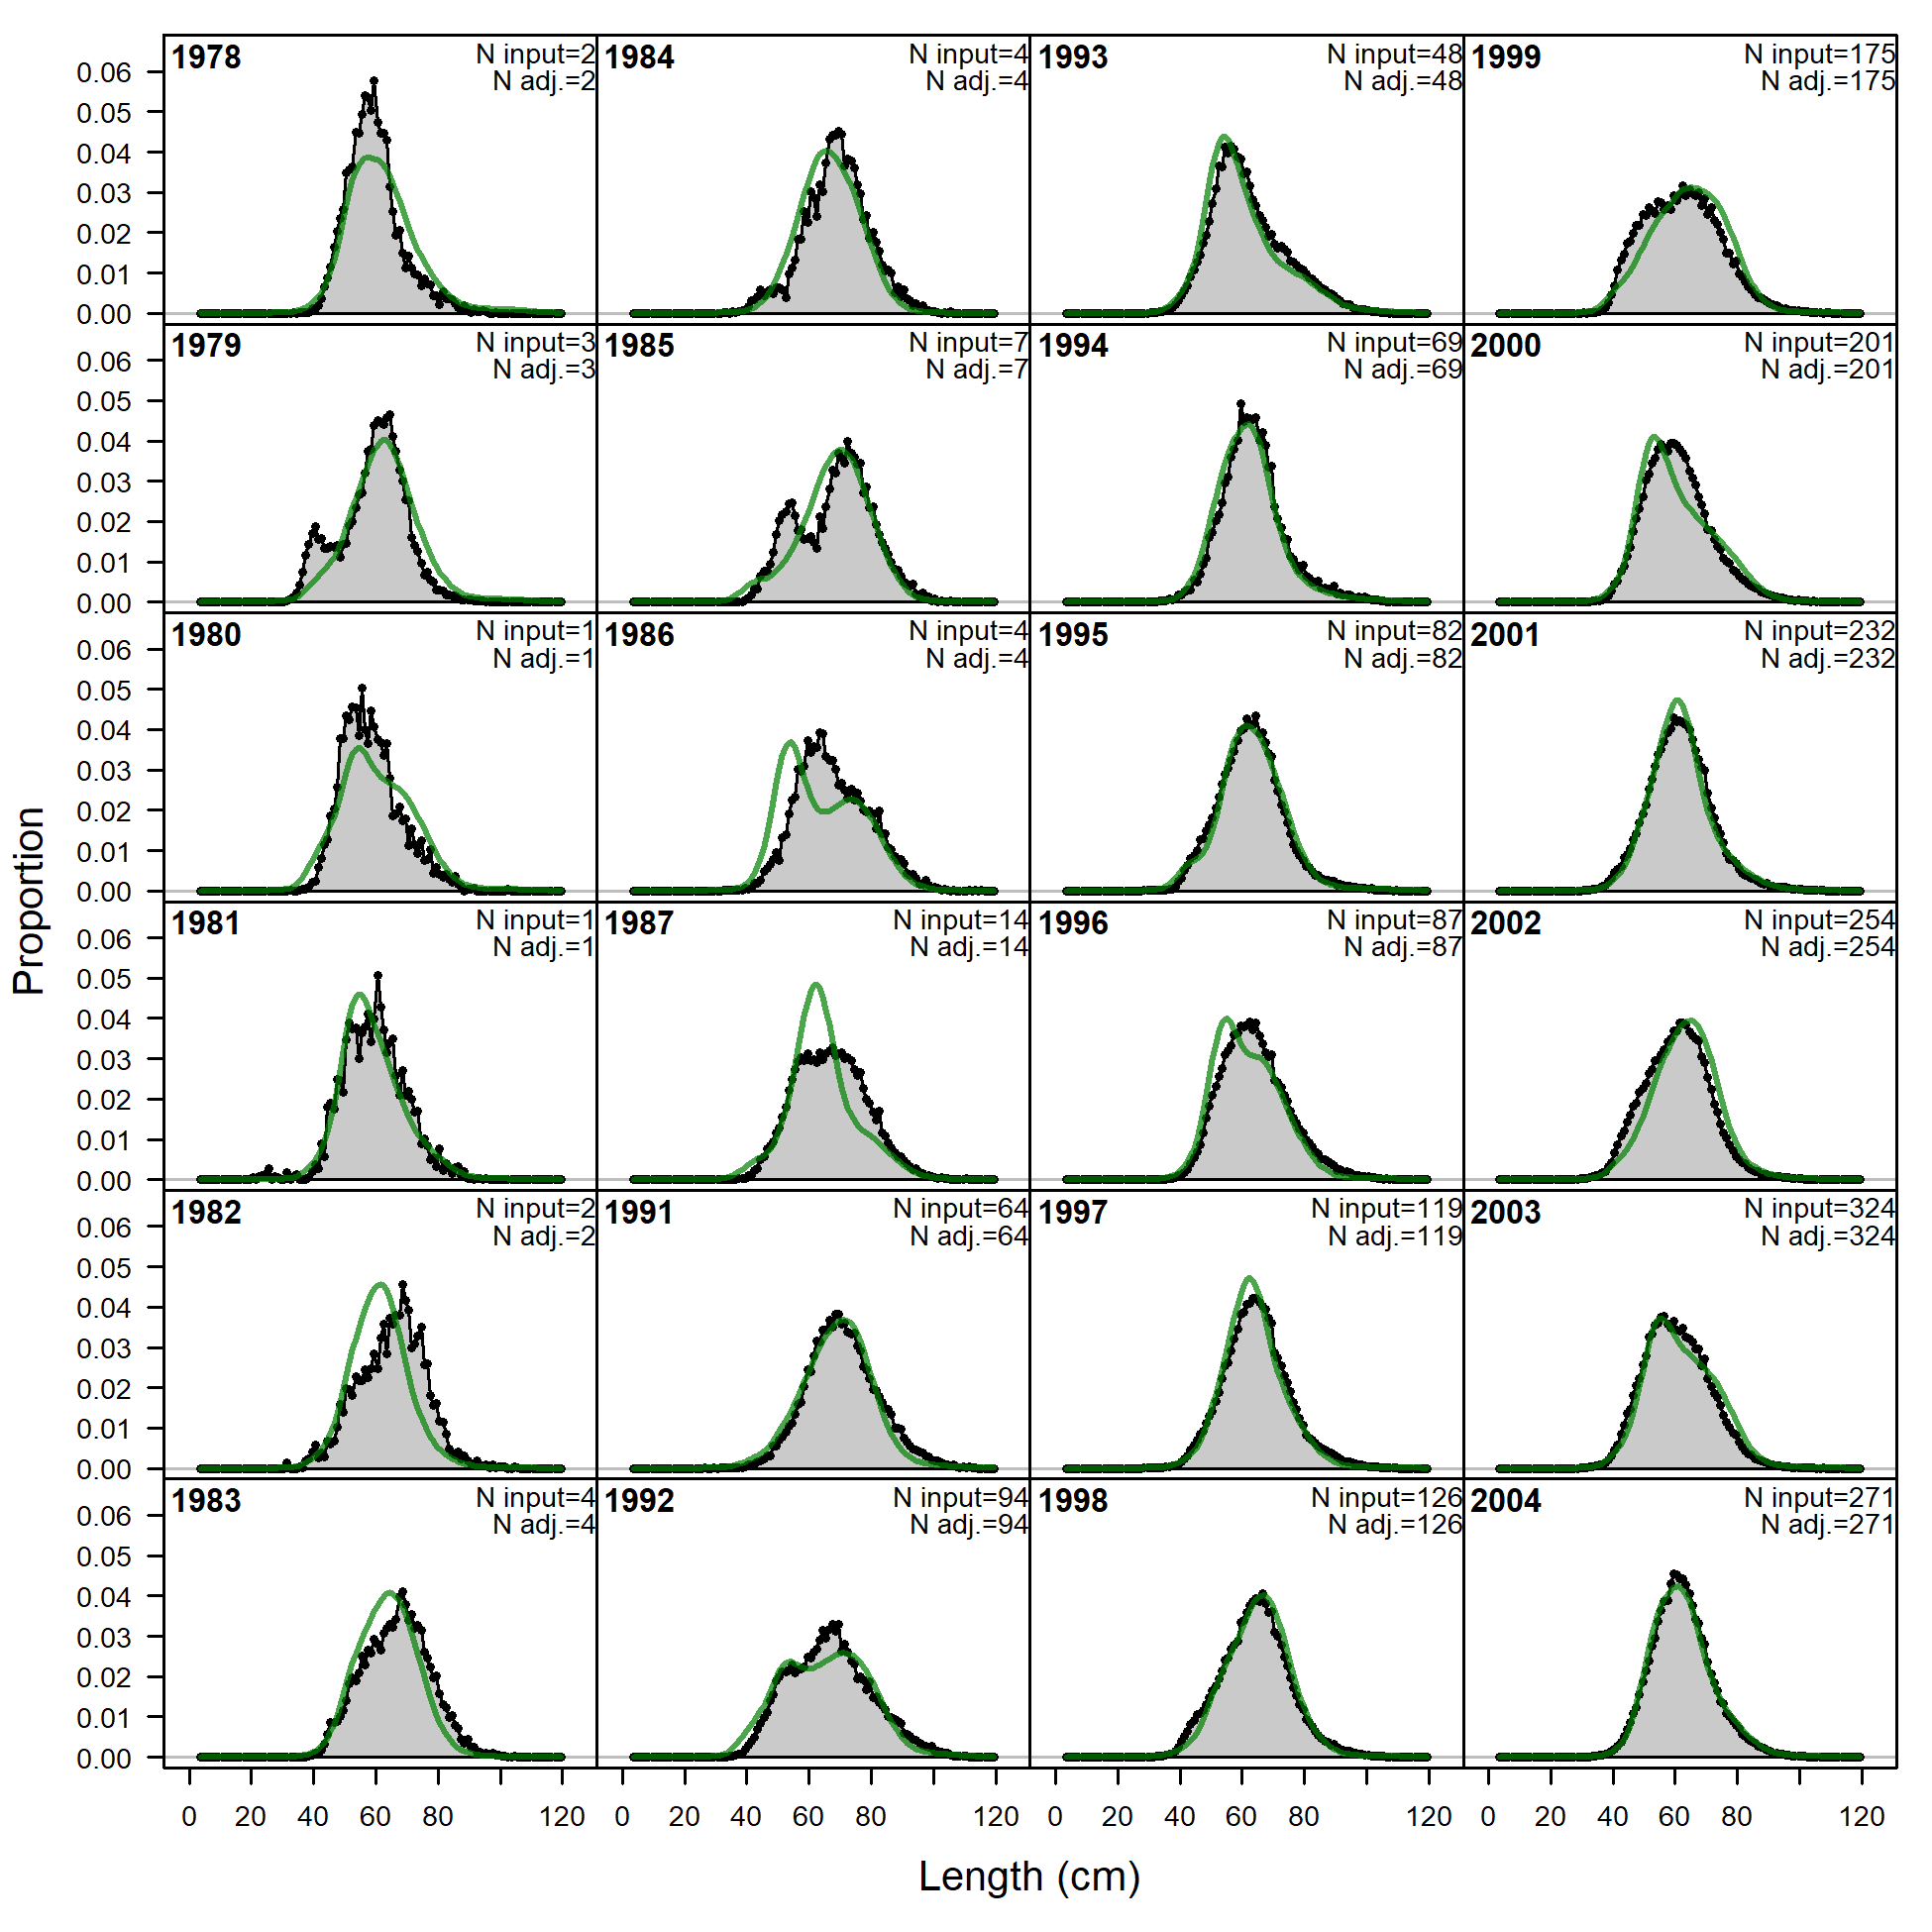 1978 N input=2
N adj.=2
1984 N input=4
N adj.=4
1993 N input=48
N adj.=48
1999 N input=175
N adj.=175
0.06
0.05
0.04
0.03
0.02
0.01
0.00
1979 N input=3
N adj.=3
1985 N input=7
N adj.=7
1994 N input=69
N adj.=69
2000 N input=201
N adj.=201
0.06
0.05
0.04
0.03
0.02
0.01
0.00
1980 N input=1
N adj.=1
1986 N input=4
N adj.=4
1995 N input=82
N adj.=82
2001 N input=232
N adj.=232
0.06
0.05
0.04
0.03
0.02
0.01
0.00
Proportion
1981 N input=1
N adj.=1
1987 N input=14
N adj.=14
1996 N input=87
N adj.=87
2002 N input=254
N adj.=254
0.06
0.05
0.04
0.03
0.02
0.01
0.00
1982 N input=2
N adj.=2
1991 N input=64
N adj.=64
1997 N input=119
N adj.=119
2003 N input=324
N adj.=324
0.06
0.05
0.04
0.03
0.02
0.01
0.00
1983 N input=4
N adj.=4
1992 N input=94
N adj.=94
1998 N input=126
N adj.=126
2004 N input=271
N adj.=271
0.06
0.05
0.04
0.03
0.02
0.01
0.00
0 20 40 60 80 120 0 20 40 60 80 0 20 40 60 80 120 0 20 40 60 80 120
Length (cm)